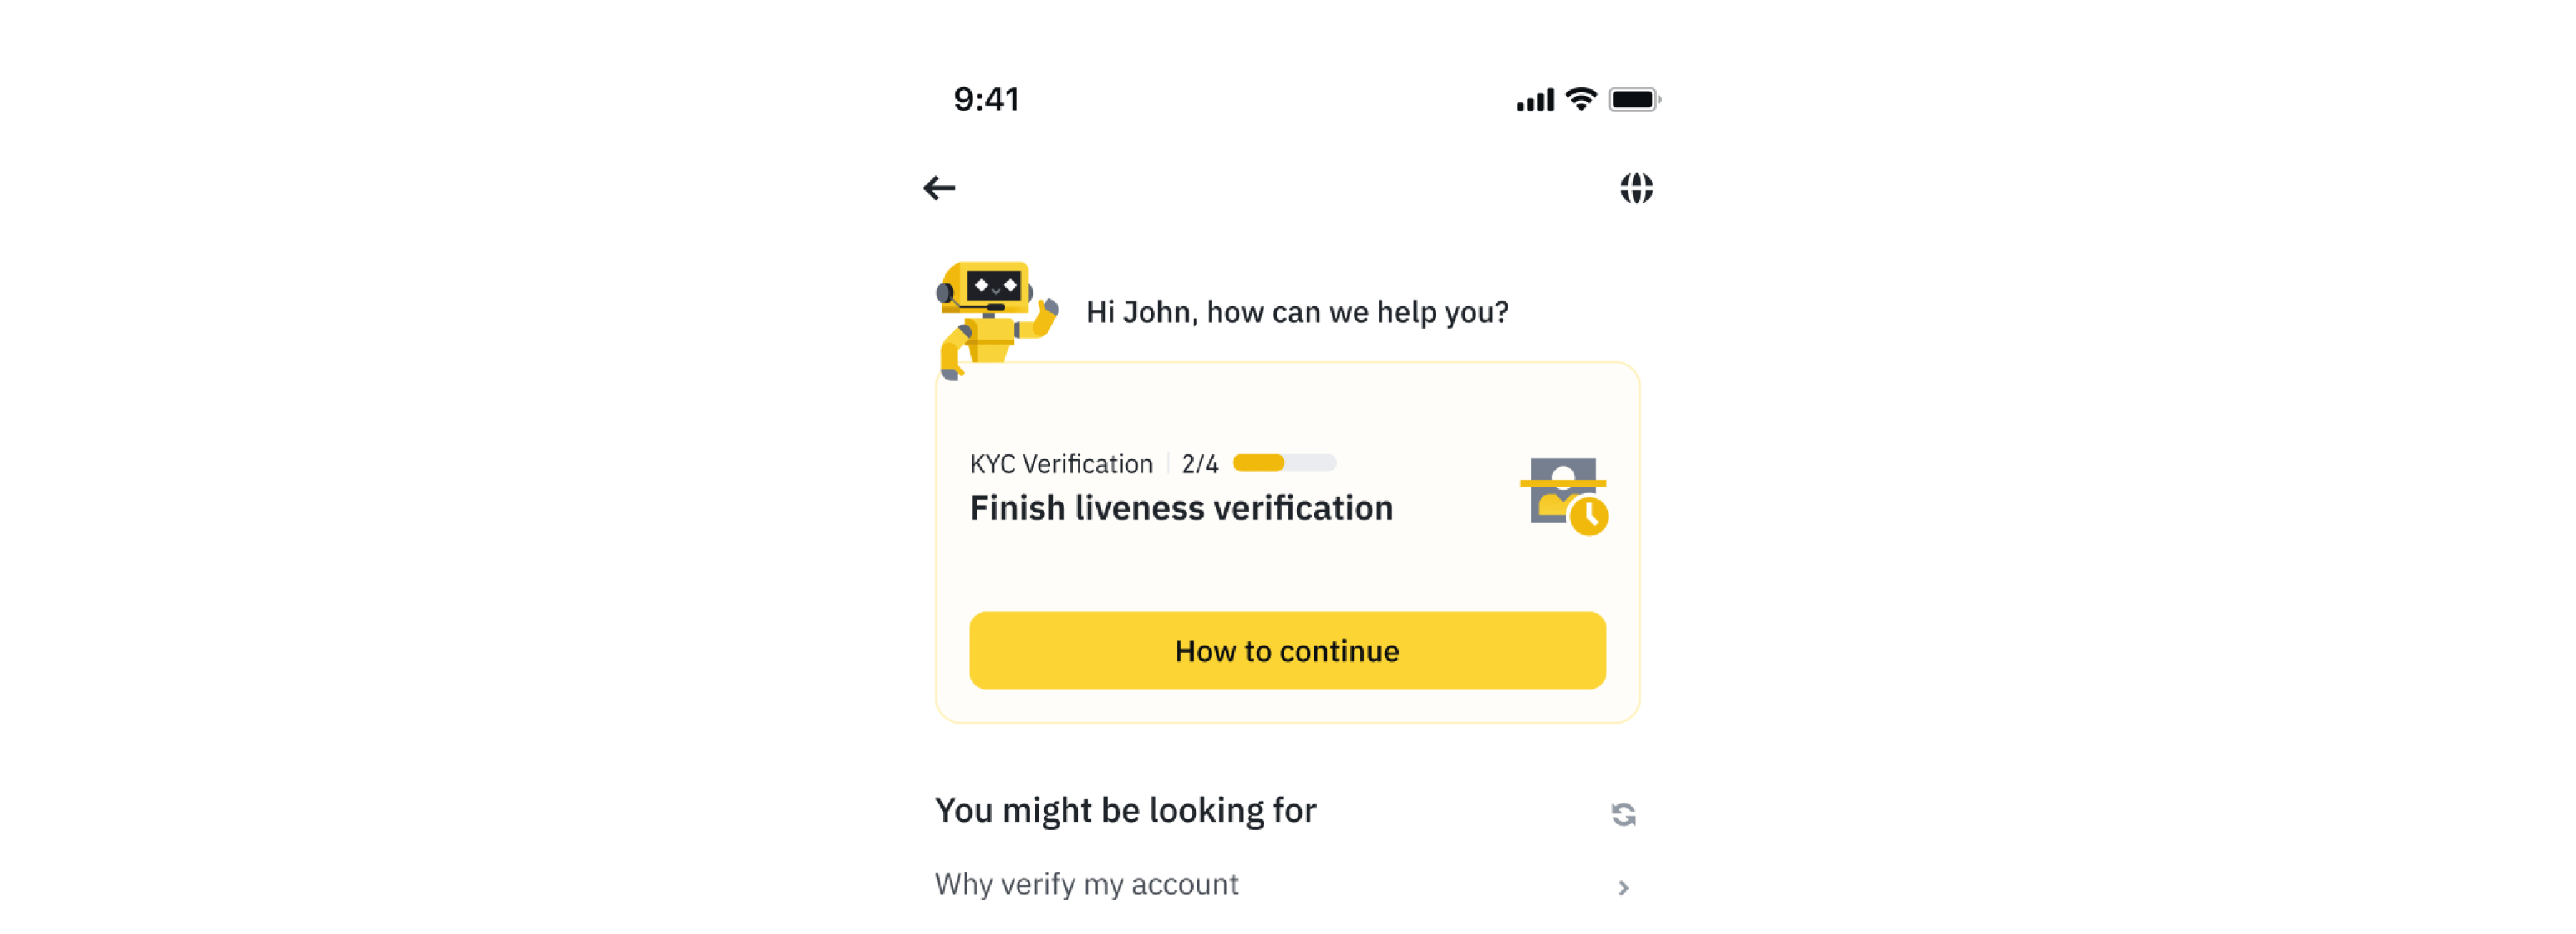 9:41
Hi John, how can we help you?
KYC Verification 2/4
Finish liveness verification
How to continue
You might be looking for
Why verify my account